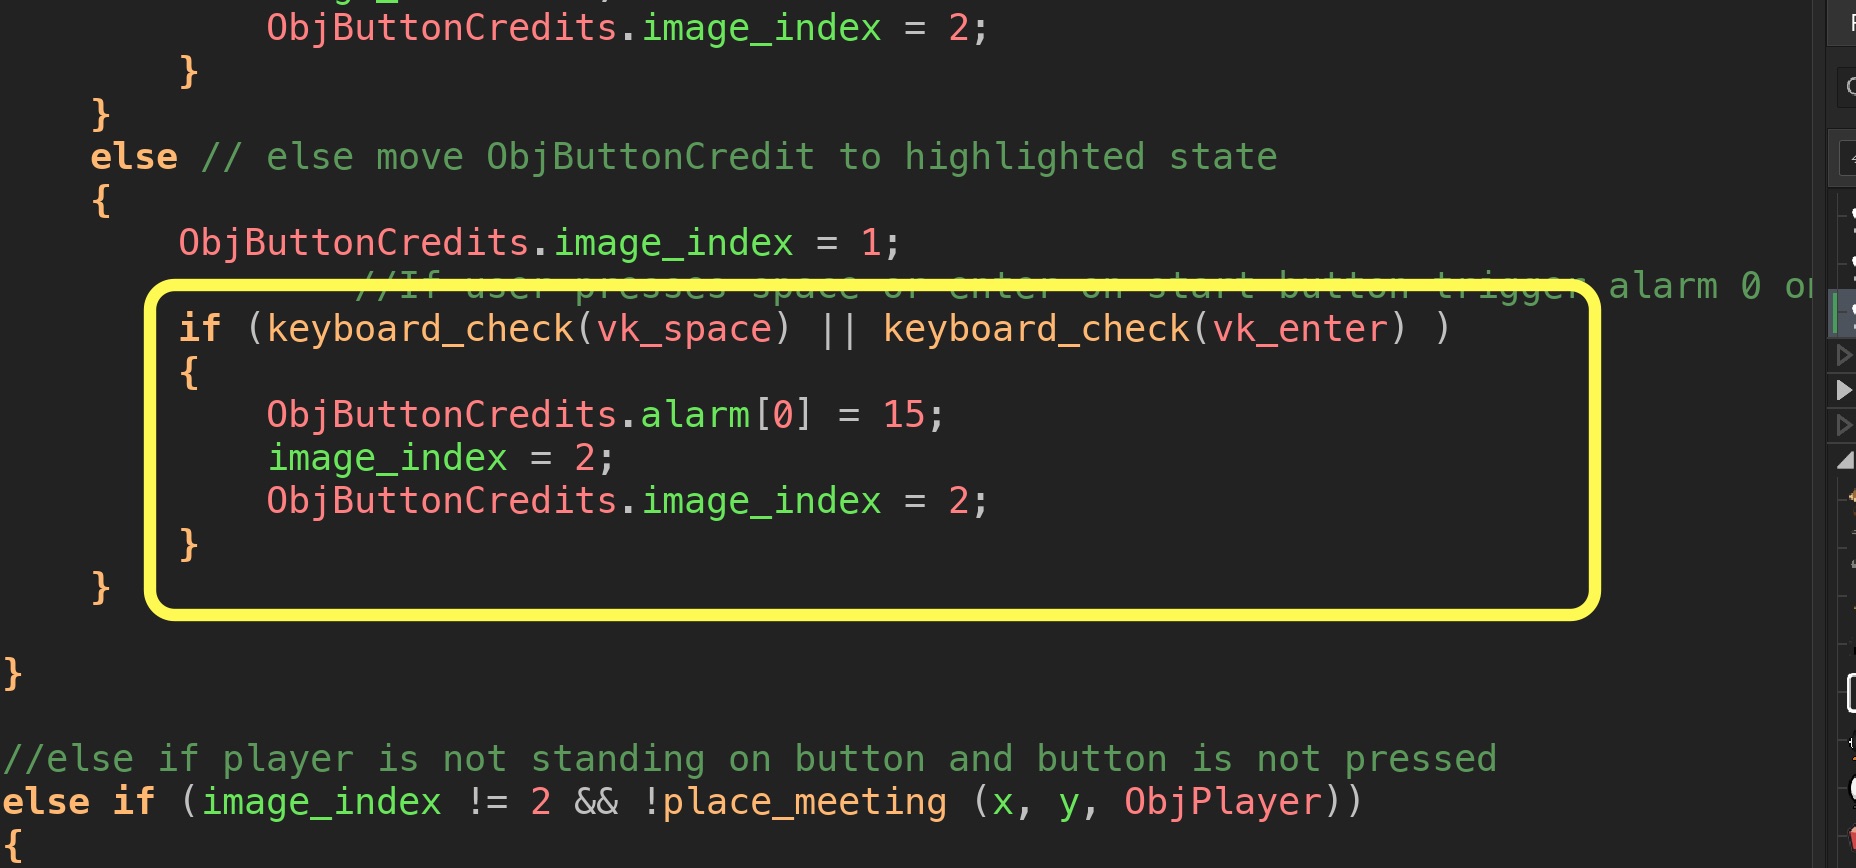 ObjButtonCredits.image_index = 2;
}
}
else // else move ObjButtonCredit to highlighted state
{
ObjButtonCredits.image_index = 1;
//If user presses space or enter on start button trigger alarm 0 on
if (keyboard_check(vk_space) || keyboard_check(vk_enter) )
{
ObjButtonCredits.alarm[0] = 15;
image_index = 2;
ObjButtonCredits.image_index = 2;
}
}
}
//else if player is not standing on button and button is not pressed
else if (image_index != 2 && !place_meeting (x, y, ObjPlayer))
{